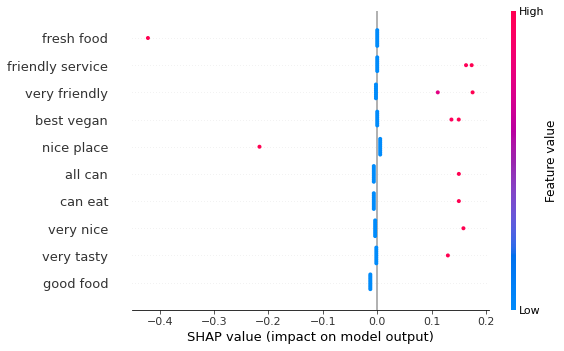 High
fresh food
friendly service
very friendly
best vegan
nice place
all can
can eat
very nice
very tasty
good food
Feature value
Low
−0.4 −0.3 −0.2 −0.1 0.0 0.1 0.2
SHAP value (impact on model output)